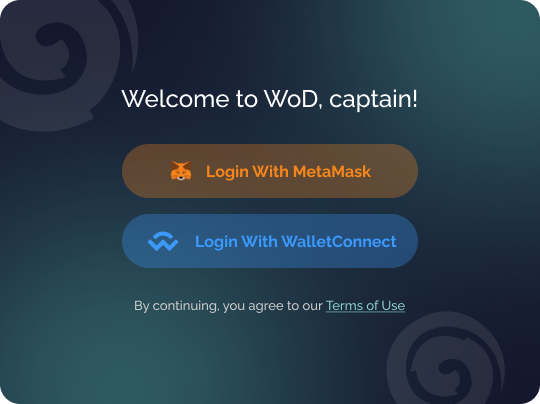 Welcome to WoD, captain!
Login With MetaMask
Login With WalletConnect
By continuing, you agree to our Terms of Use